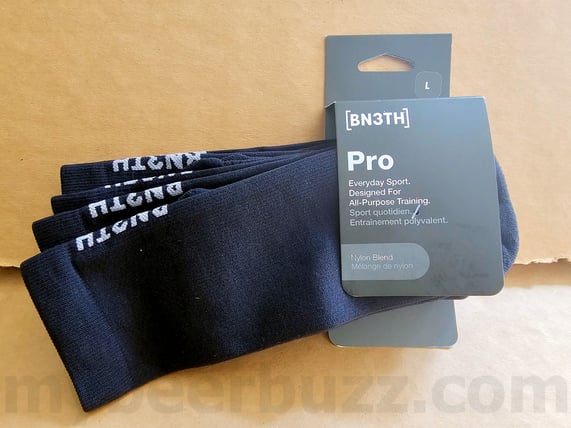 L
[BN3TH]
Pro
Everyday Sport.
Designed For
All-Purpose Training.
Sport quotidien.
Entraînement polyvalent.
Nylon Blend
Mélange de nylon
BN3TH
BN3TH
BN3TH
mybeerbuzz.com